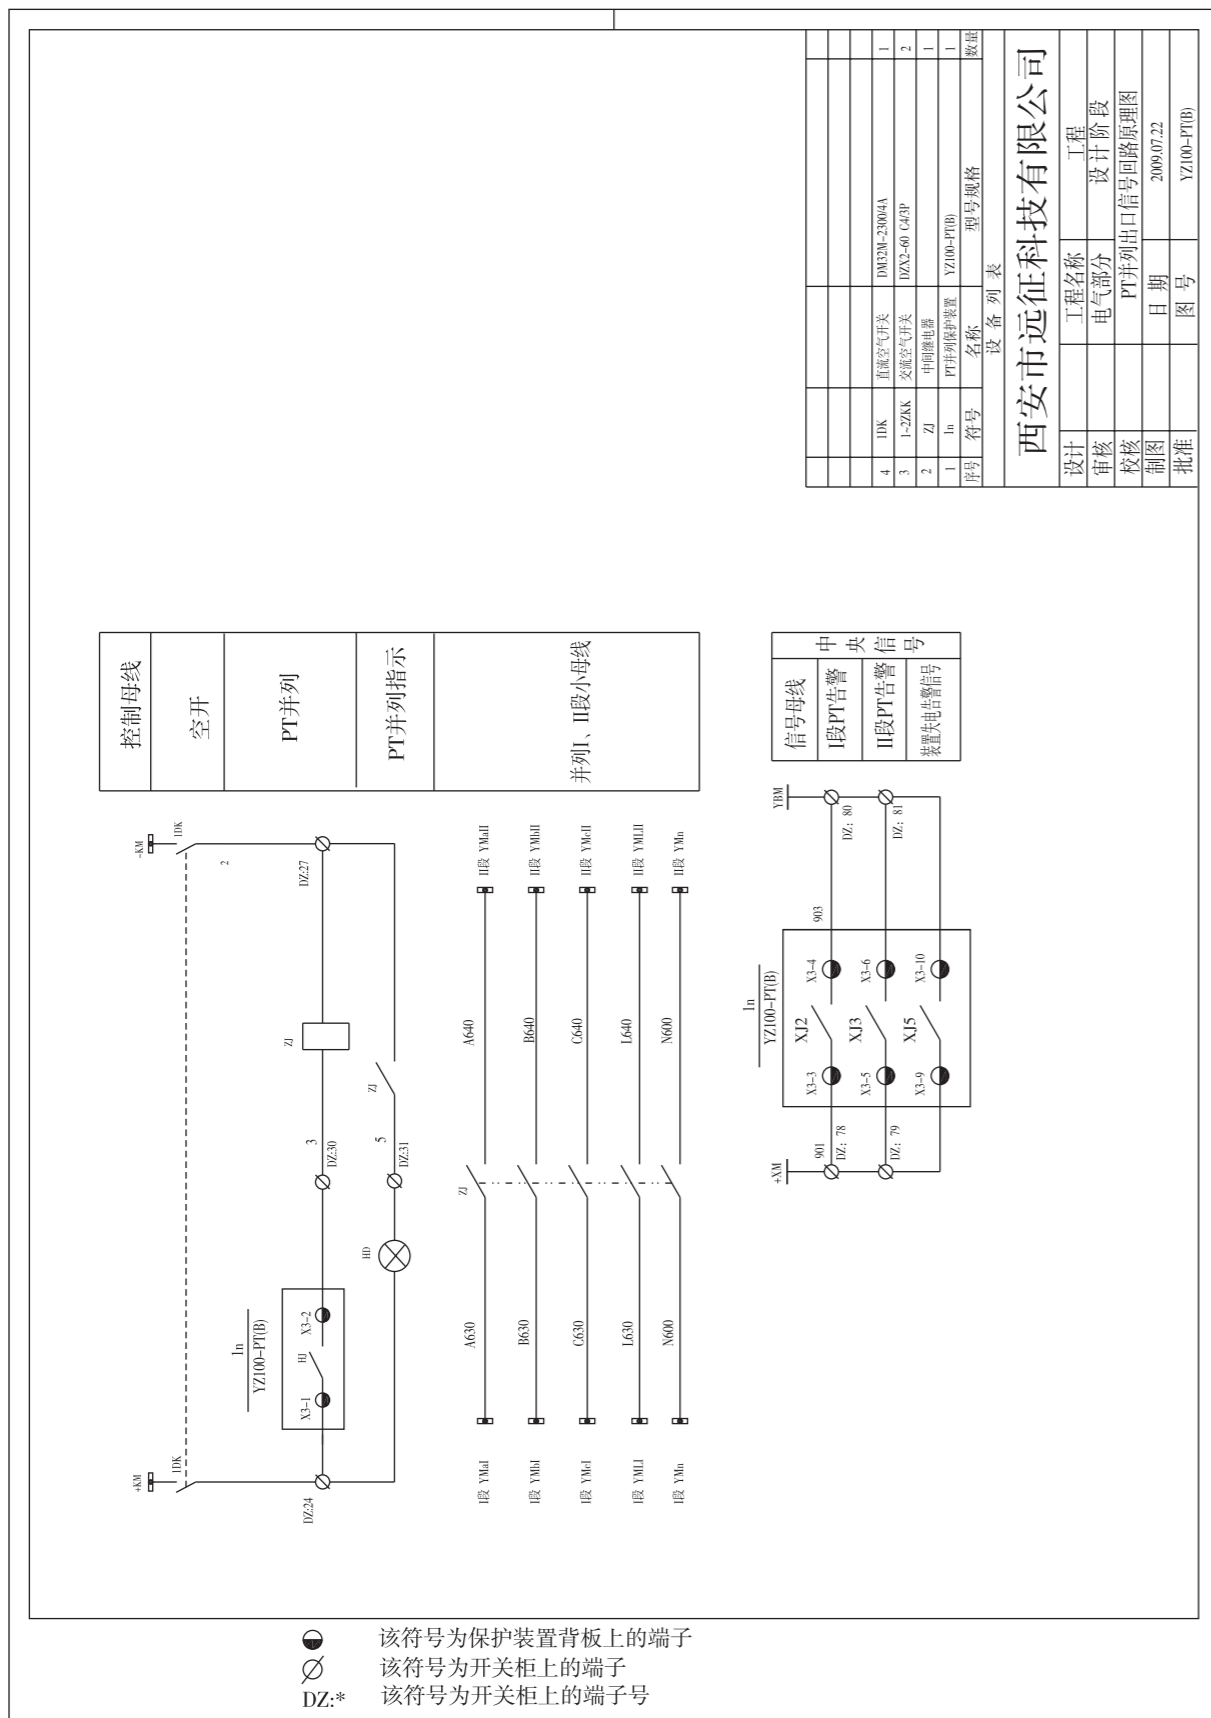 控制母线
空开
PT并列
PT并列指示
并列I、II段小母线
+KM
1DK
-KM
1DK
2
1n
YZ100-PT(B)
DZ:24
X3-1
HJ
X3-2
3
DZ:30
ZJ
DZ:27
HD
5
DZ:31
ZJ
I段 YMaI
A630
ZJ
A640
II段 YMaII
I段 YMbI
B630
B640
II段 YMbII
I段 YMcI
C630
C640
II段 YMcII
I段 YMLI
L630
L640
II段 YMLII
I段 YMn
N600
N600
II段 YMn
中央信号
信号母线
I段PT告警
II段PT告警
装置失电告警信号
1n
YZ100-PT(B)
+XM
YBM
901
DZ: 78
X3-3
XJ2
X3-4
903
DZ: 80
DZ: 79
X3-5
XJ3
X3-6
DZ: 81
X3-9
XJ5
X3-10
4 1DK 直流空气开关 DM32M-2300/4A 1
3 1~2ZKK 交流空气开关 DZX2-60 C4/3P 2
2 ZJ 中间继电器 1
1 1n PT并列保护装置 YZ100-PT(B) 1
序号 符号 名称 型号规格 数量
设备列表
西安市远征科技有限公司
设计 工程名称 工程
审核 电气部分 设计阶段
校核 PT并列出口信号回路原理图
制图 日期 2009.07.22
批准 图号 YZ100-PT(B)
该符号为保护装置背板上的端子
该符号为开关柜上的端子
DZ:* 该符号为开关柜上的端子号